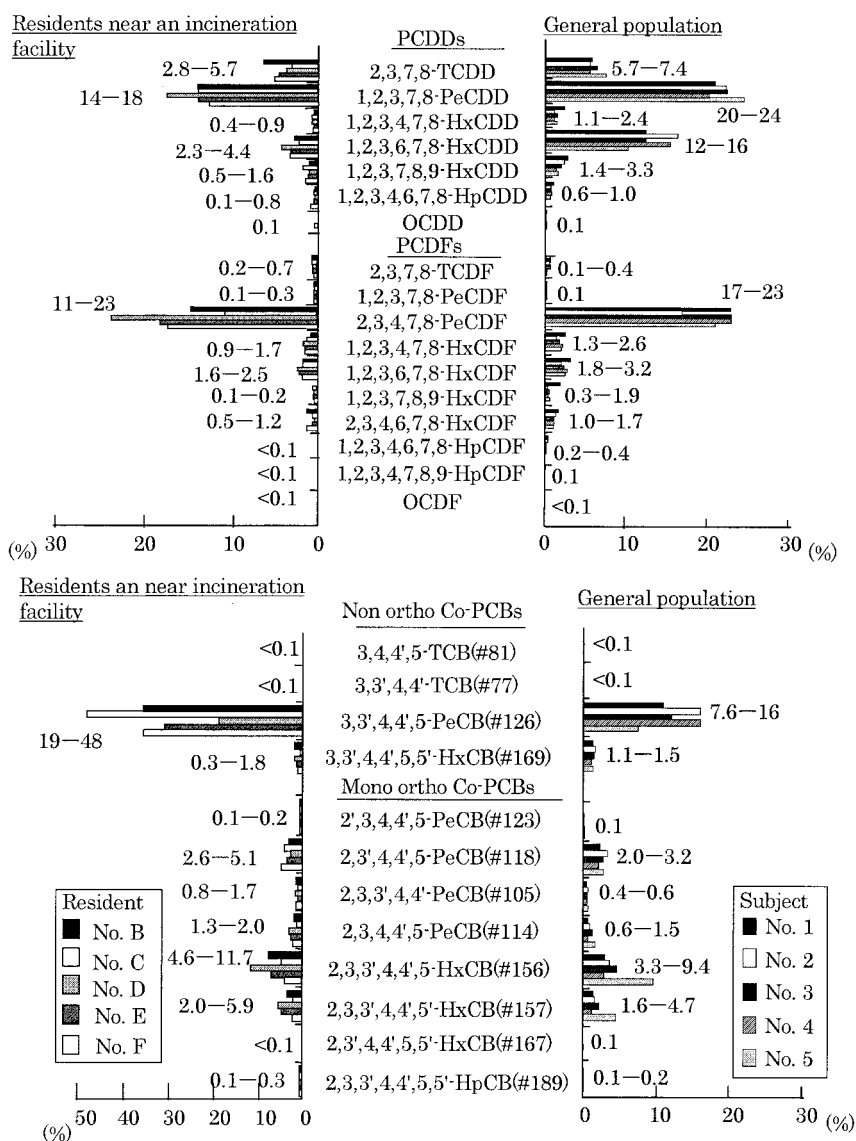 Residents near an incineration
facility
PCDDs
General population
2.8—5.7 2,3,7,8-TCDD 5.7—7.4
14—18 1,2,3,7,8-PeCDD 20—24
0.4—0.9 1,2,3,4,7,8-HxCDD 1.1—2.4
2.3—4.4 1,2,3,6,7,8-HxCDD 12—16
0.5—1.6 1,2,3,7,8,9-HxCDD 1.4—3.3
0.1—0.8 1,2,3,4,6,7,8-HpCDD 0.6—1.0
0.1 OCDD 0.1
PCDFs
0.2—0.7 2,3,7,8-TCDF 0.1—0.4
0.1—0.3 1,2,3,7,8-PeCDF 0.1
11—23 2,3,4,7,8-PeCDF 17—23
0.9—1.7 1,2,3,4,7,8-HxCDF 1.3—2.6
1.6—2.5 1,2,3,6,7,8-HxCDF 1.8—3.2
0.1—0.2 1,2,3,7,8,9-HxCDF 0.3—1.9
0.5—1.2 2,3,4,6,7,8-HxCDF 1.0—1.7
<0.1 1,2,3,4,6,7,8-HpCDF 0.2—0.4
<0.1 1,2,3,4,7,8,9-HpCDF 0.1
<0.1 OCDF <0.1
30 20 10 0 0 10 20 30
(%) (%)
Residents an near incineration
facility
Non ortho Co-PCBs
General population
<0.1 3,4,4',5-TCB(#81) <0.1
<0.1 3,3',4,4'-TCB(#77) <0.1
19—48 3,3',4,4',5-PeCB(#126) 7.6—16
0.3—1.8 3,3',4,4',5,5'-HxCB(#169) 1.1—1.5
Mono ortho Co-PCBs
0.1—0.2 2',3,4,4',5-PeCB(#123) 0.1
2.6—5.1 2,3',4,4',5-PeCB(#118) 2.0—3.2
0.8—1.7 2,3,3',4,4'-PeCB(#105) 0.4—0.6
1.3—2.0 2,3,4,4',5-PeCB(#114) 0.6—1.5
4.6—11.7 2,3,3',4,4',5-HxCB(#156) 3.3—9.4
2.0—5.9 2,3,3',4,4',5'-HxCB(#157) 1.6—4.7
<0.1 2,3',4,4',5,5'-HxCB(#167) 0.1
0.1—0.3 2,3,3',4,4',5,5'-HpCB(#189) 0.1—0.2
Resident
No. B
No. C
No. D
No. E
No. F
Subject
No. 1
No. 2
No. 3
No. 4
No. 5
50 40 30 20 10 0 0 10 20 30
(%) (%)